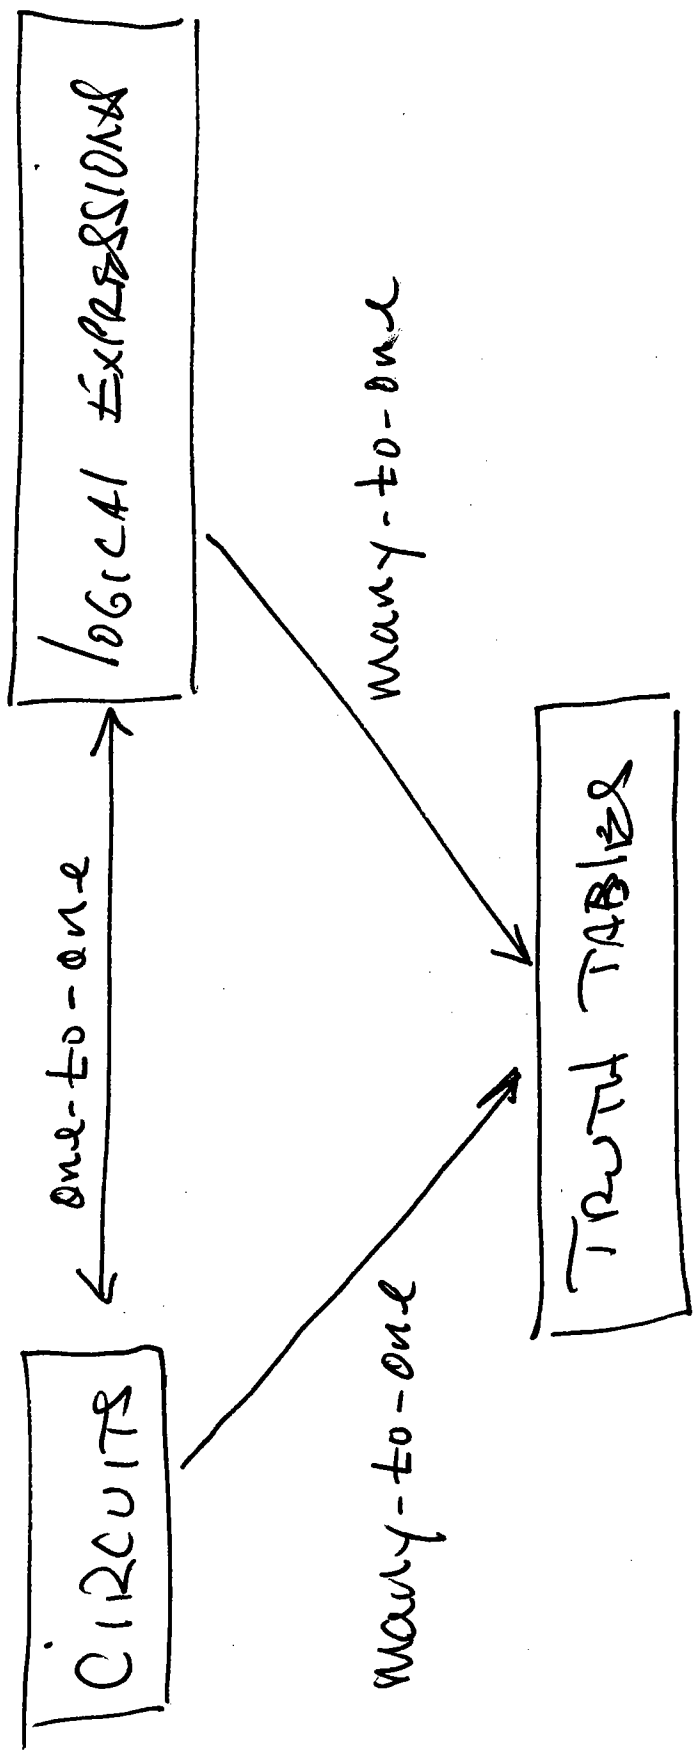 CIRCUITS
one-to-one
LOGICAL EXPRESSIONS
many-to-one
many-to-one
TRUTH TABLES